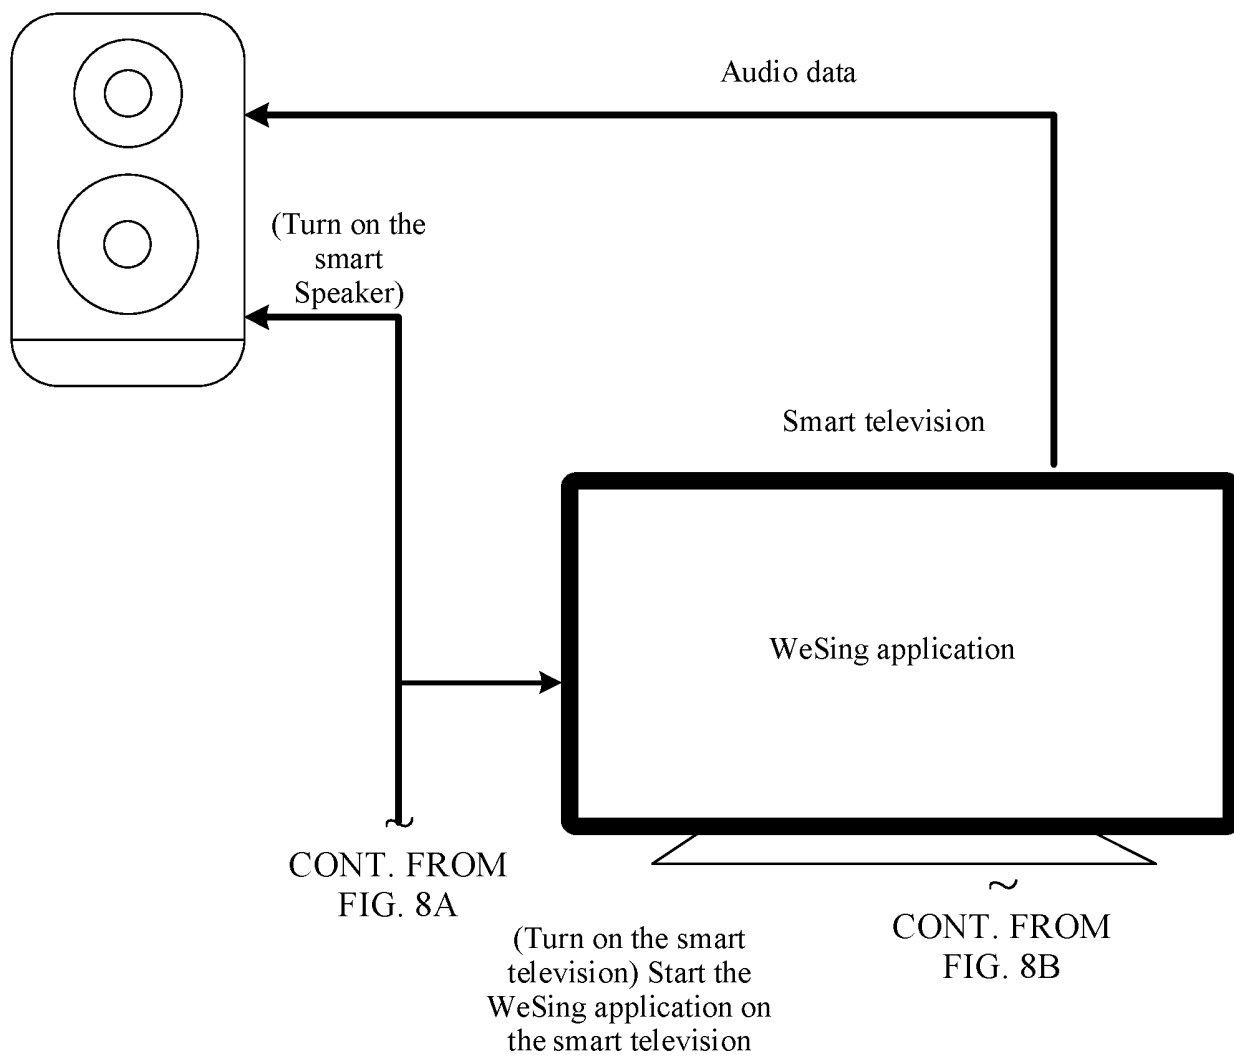 Audio data
(Turn on the
smart
Speaker)
Smart television
WeSing application
~
CONT. FROM
FIG. 8A
~
CONT. FROM
FIG. 8B
(Turn on the smart
television) Start the
WeSing application on
the smart television